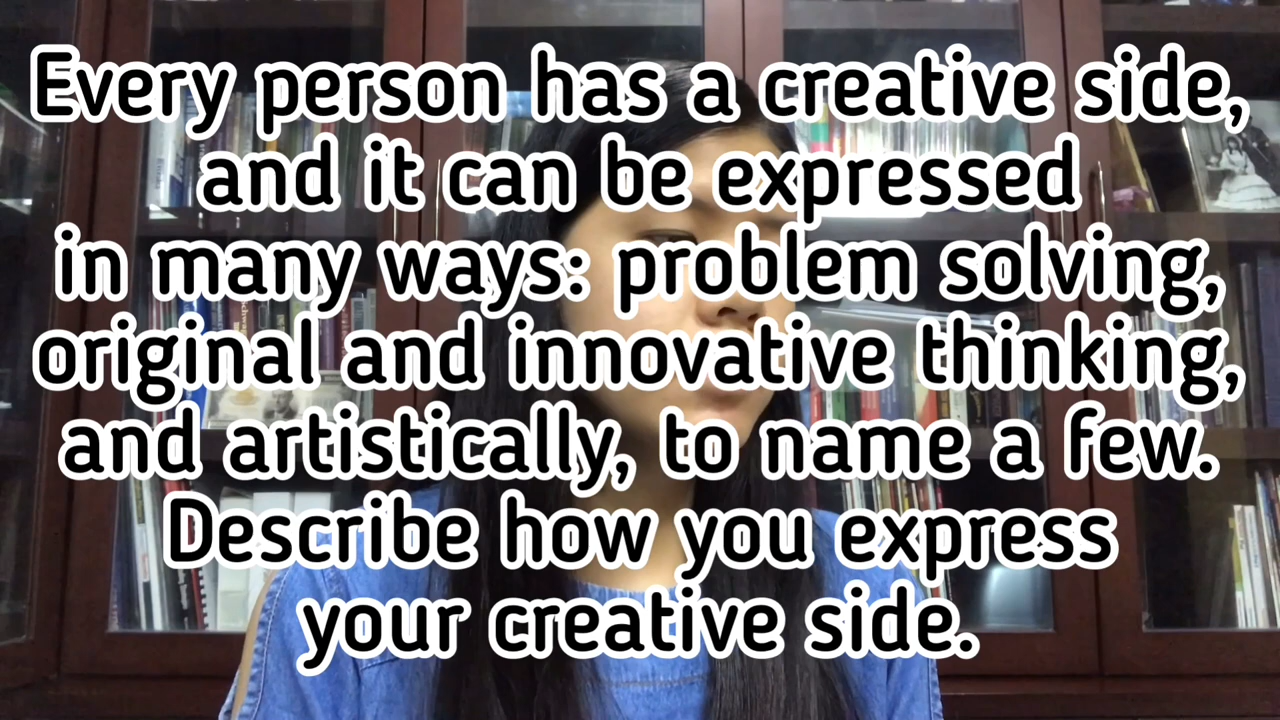 Every person has a creative side,
and it can be expressed
in many ways: problem solving,
original and innovative thinking,
and artistically, to name a few.
Describe how you express
your creative side.